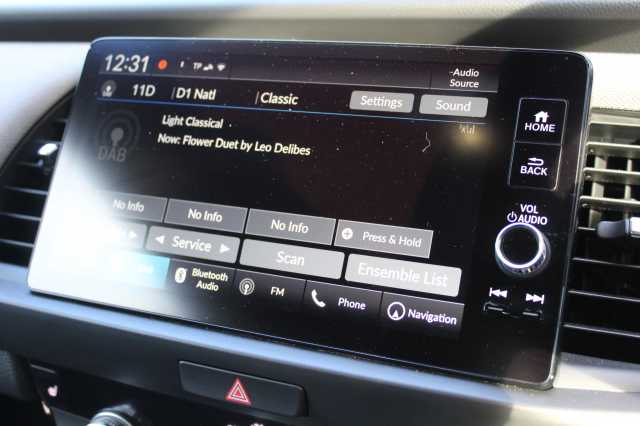 12:31 TP
Audio
Source
11D D1 Natl Classic Settings Sound
Light Classical
Now: Flower Duet by Leo Delibes
DAB
HOME
BACK
VOL
AUDIO
No Info No Info No Info Press & Hold
Service Scan Ensemble List
Bluetooth
Audio
FM Phone Navigation